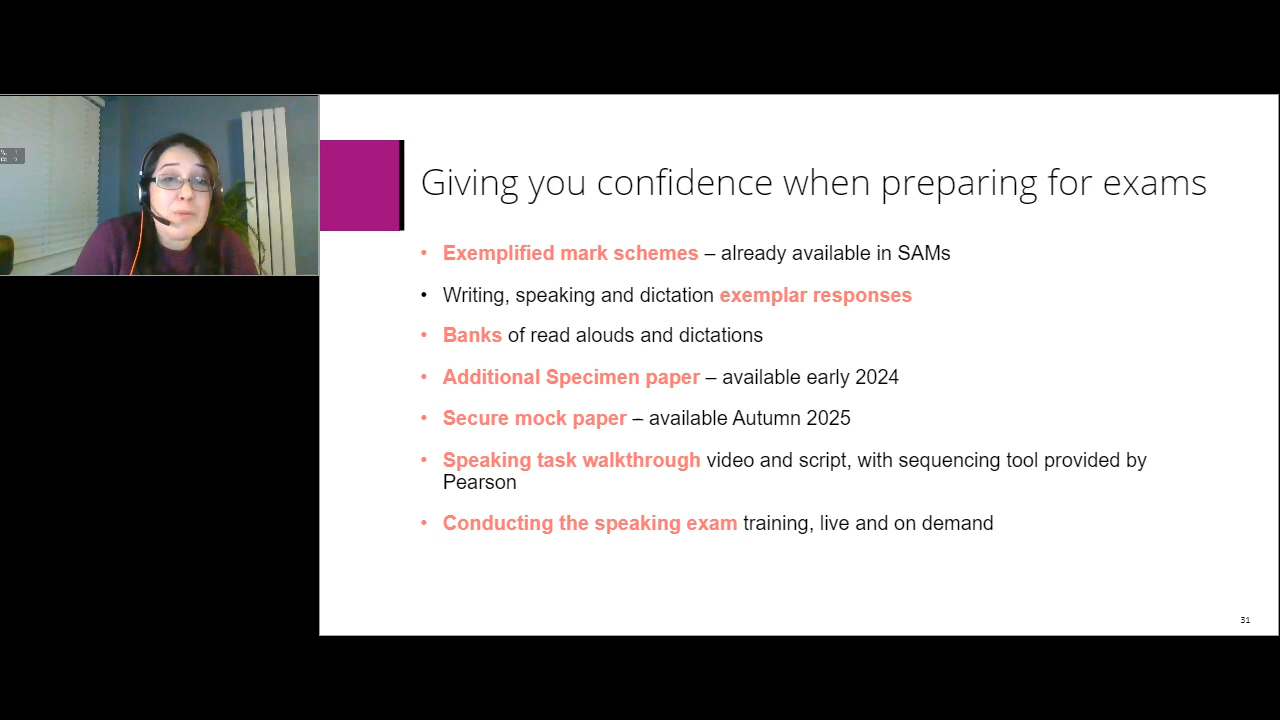 Giving you confidence when preparing for exams
• Exemplified mark schemes – already available in SAMs
• Writing, speaking and dictation exemplar responses
• Banks of read alouds and dictations
• Additional Specimen paper – available early 2024
• Secure mock paper – available Autumn 2025
• Speaking task walkthrough video and script, with sequencing tool provided by
Pearson
• Conducting the speaking exam training, live and on demand
31